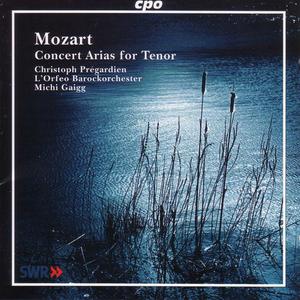 cpo
Mozart
Concert Arias for Tenor
Christoph Prégardien
L'Orfeo Barockorchester
Michi Gaigg
SWR